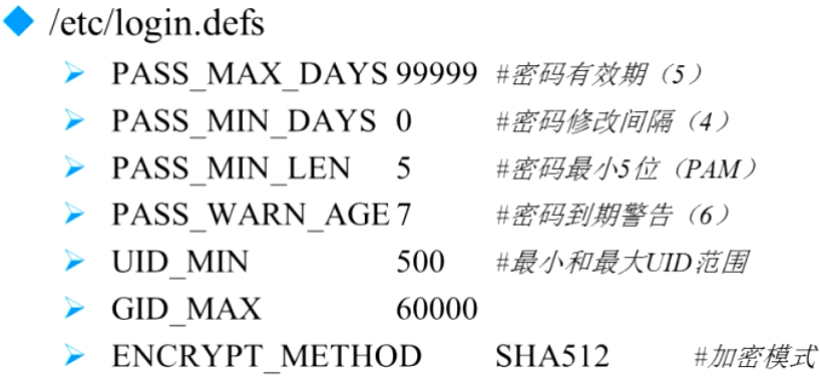 /etc/login.defs
PASS_MAX_DAYS 99999 #密码有效期（5）
PASS_MIN_DAYS 0 #密码修改间隔（4）
PASS_MIN_LEN 5 #密码最小5位（PAM）
PASS_WARN_AGE 7 #密码到期警告（6）
UID_MIN 500 #最小和最大UID范围
GID_MAX 60000
ENCRYPT_METHOD SHA512 #加密模式